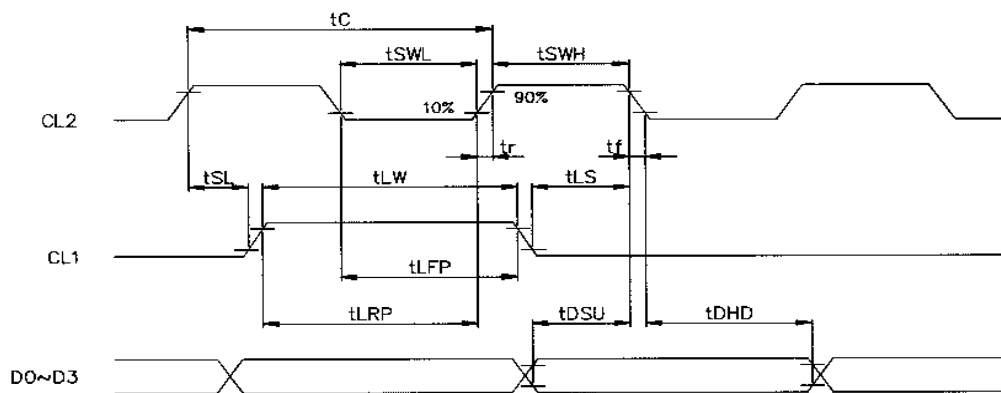 tC
tSWL
tSWH
CL2
10%
90%
tr
tf
tSL
tLW
tLS
CL1
tLFP
tLRP
tDSU
tDHD
D0~D3